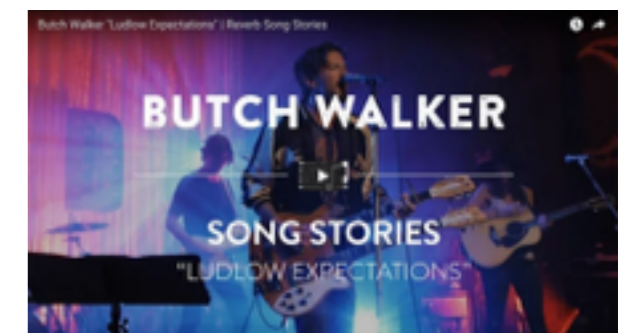 Butch Walker "Ludlow Expectations" | Reverb Song Stories
BUTCH WALKER
SONG STORIES
"LUDLOW EXPECTATIONS"